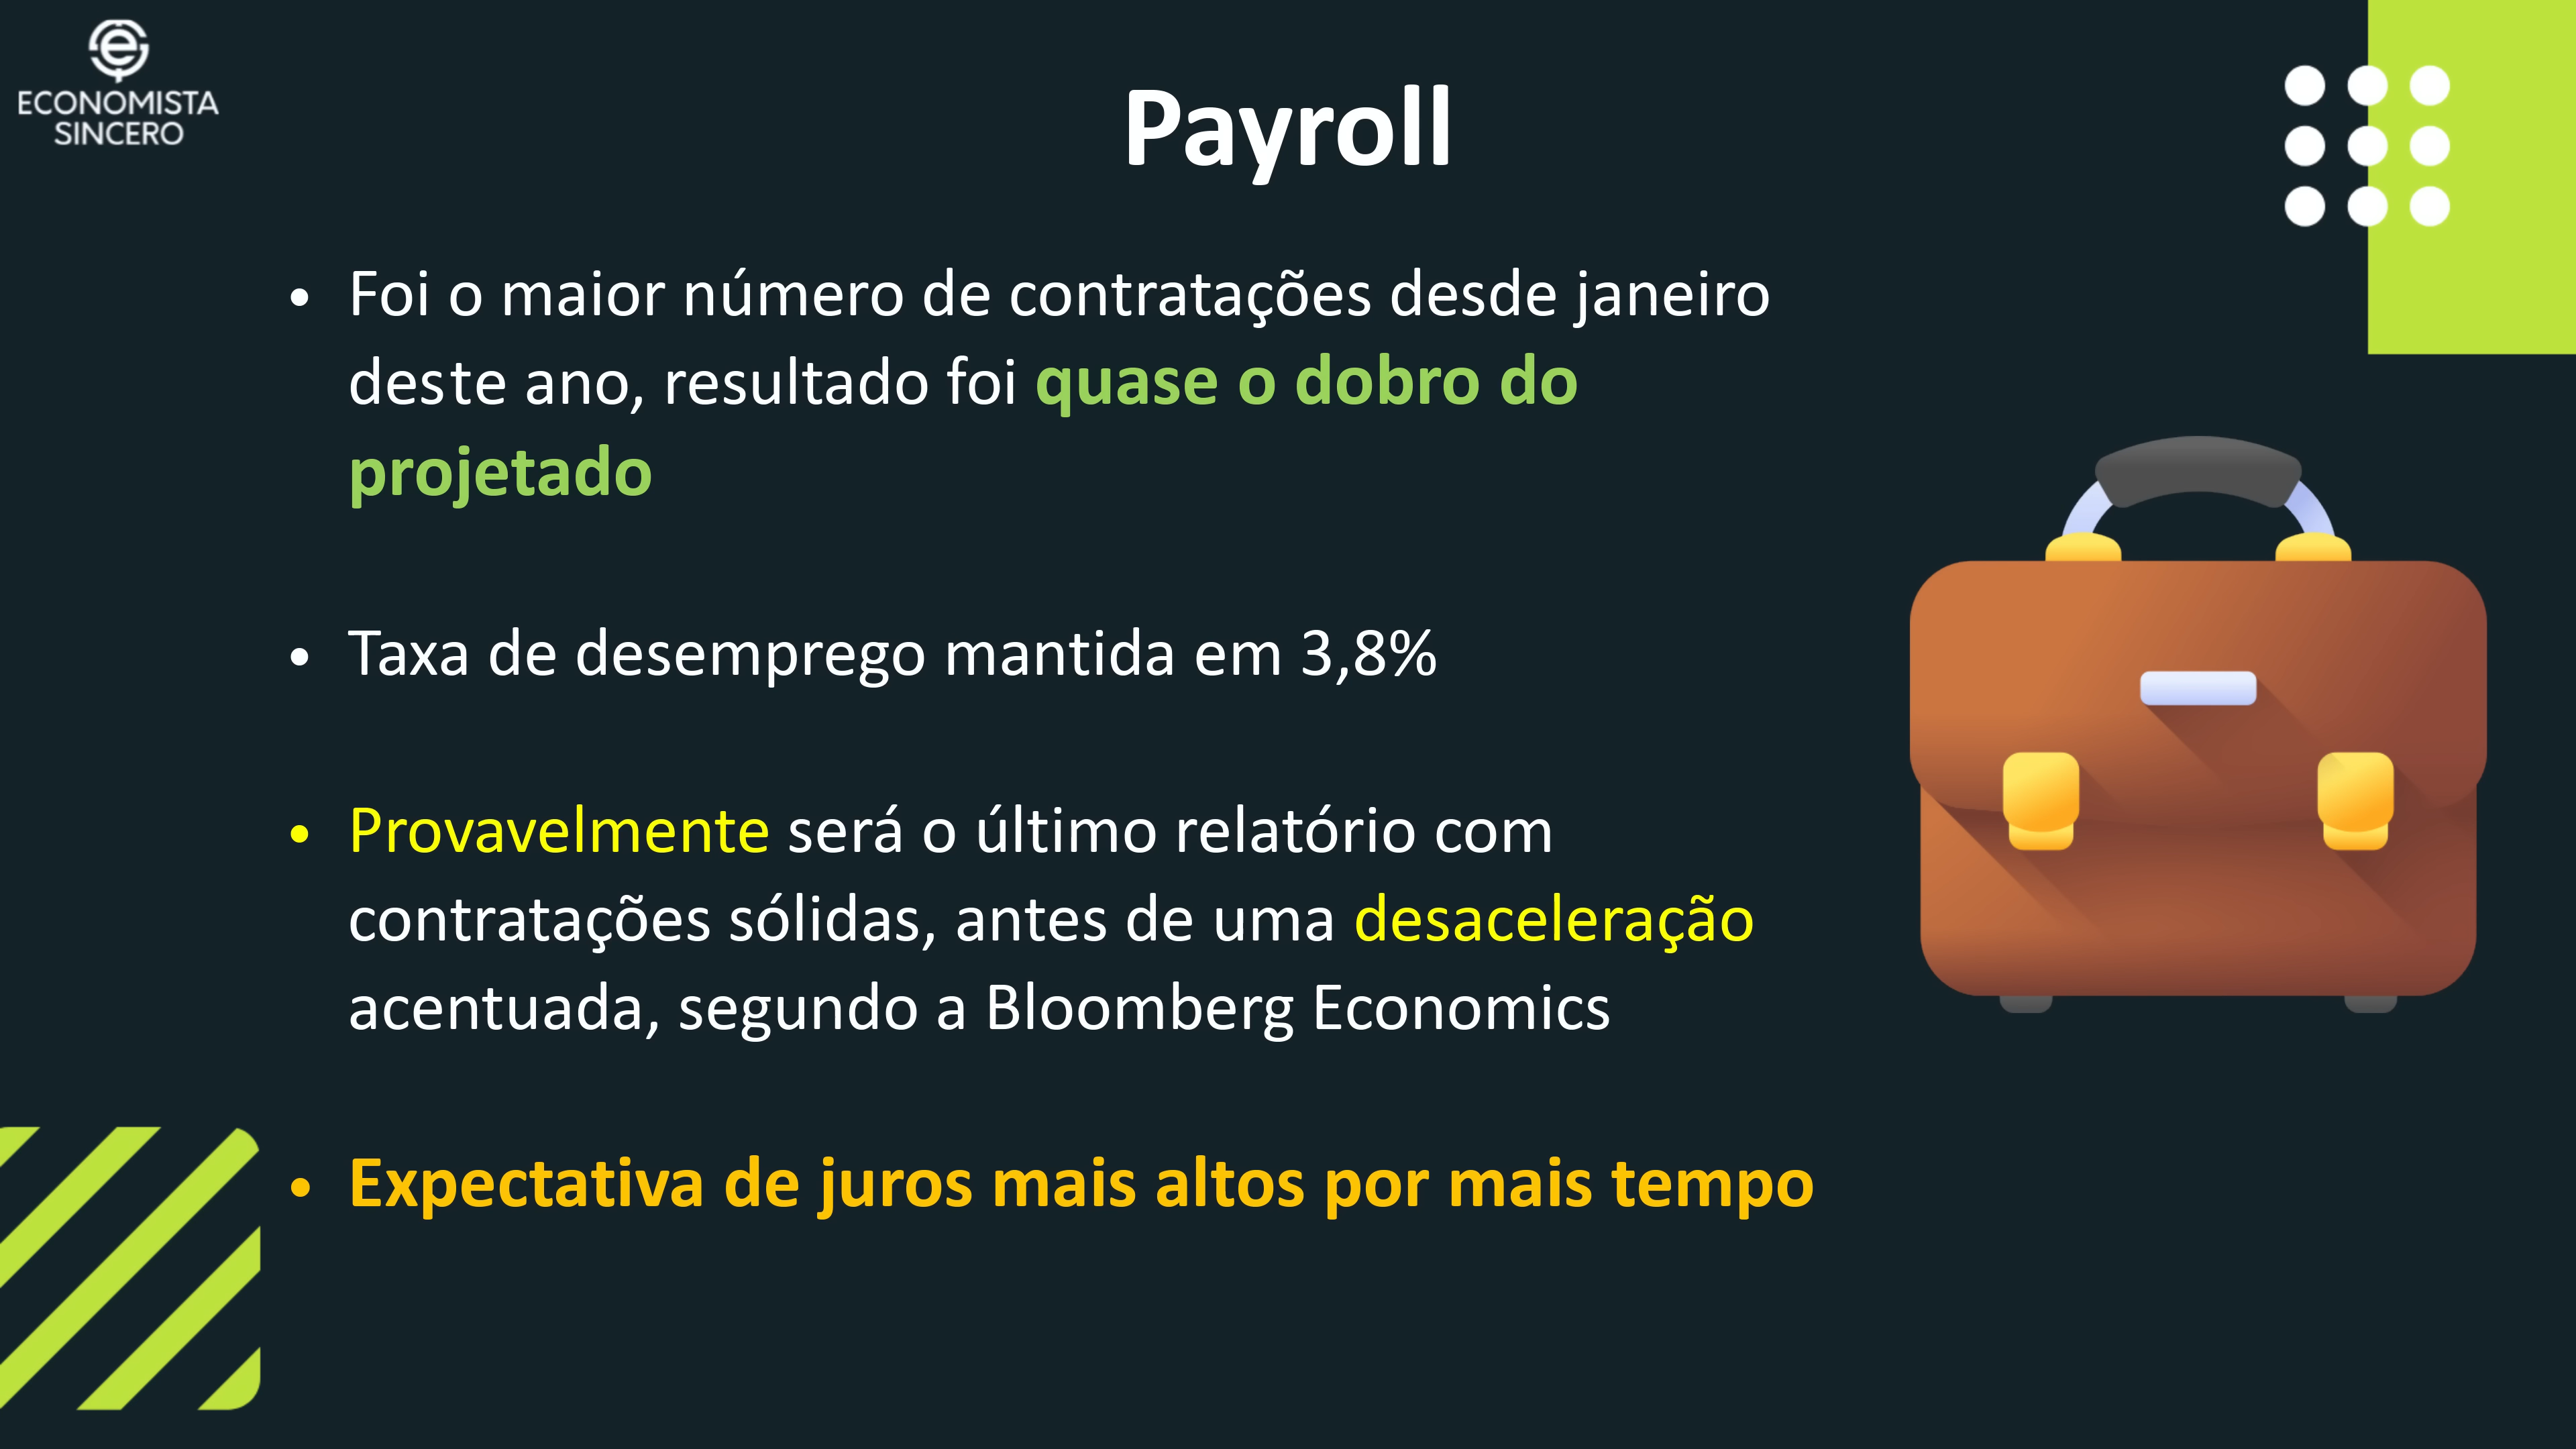 ECONOMISTA
SINCERO
Payroll
• Foi o maior número de contratações desde janeiro
deste ano, resultado foi quase o dobro do
projetado
• Taxa de desemprego mantida em 3,8%
• Provavelmente será o último relatório com
contratações sólidas, antes de uma desaceleração
acentuada, segundo a Bloomberg Economics
• Expectativa de juros mais altos por mais tempo